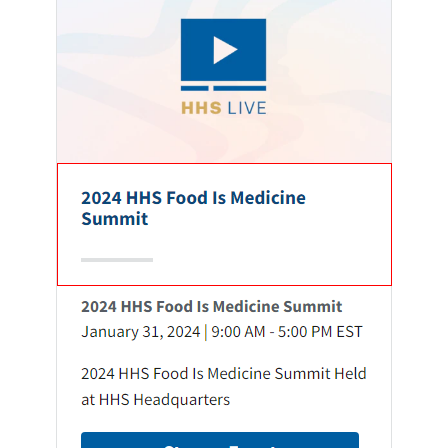 HHS LIVE
2024 HHS Food Is Medicine
Summit
2024 HHS Food Is Medicine Summit
January 31, 2024 | 9:00 AM - 5:00 PM EST
2024 HHS Food Is Medicine Summit Held
at HHS Headquarters